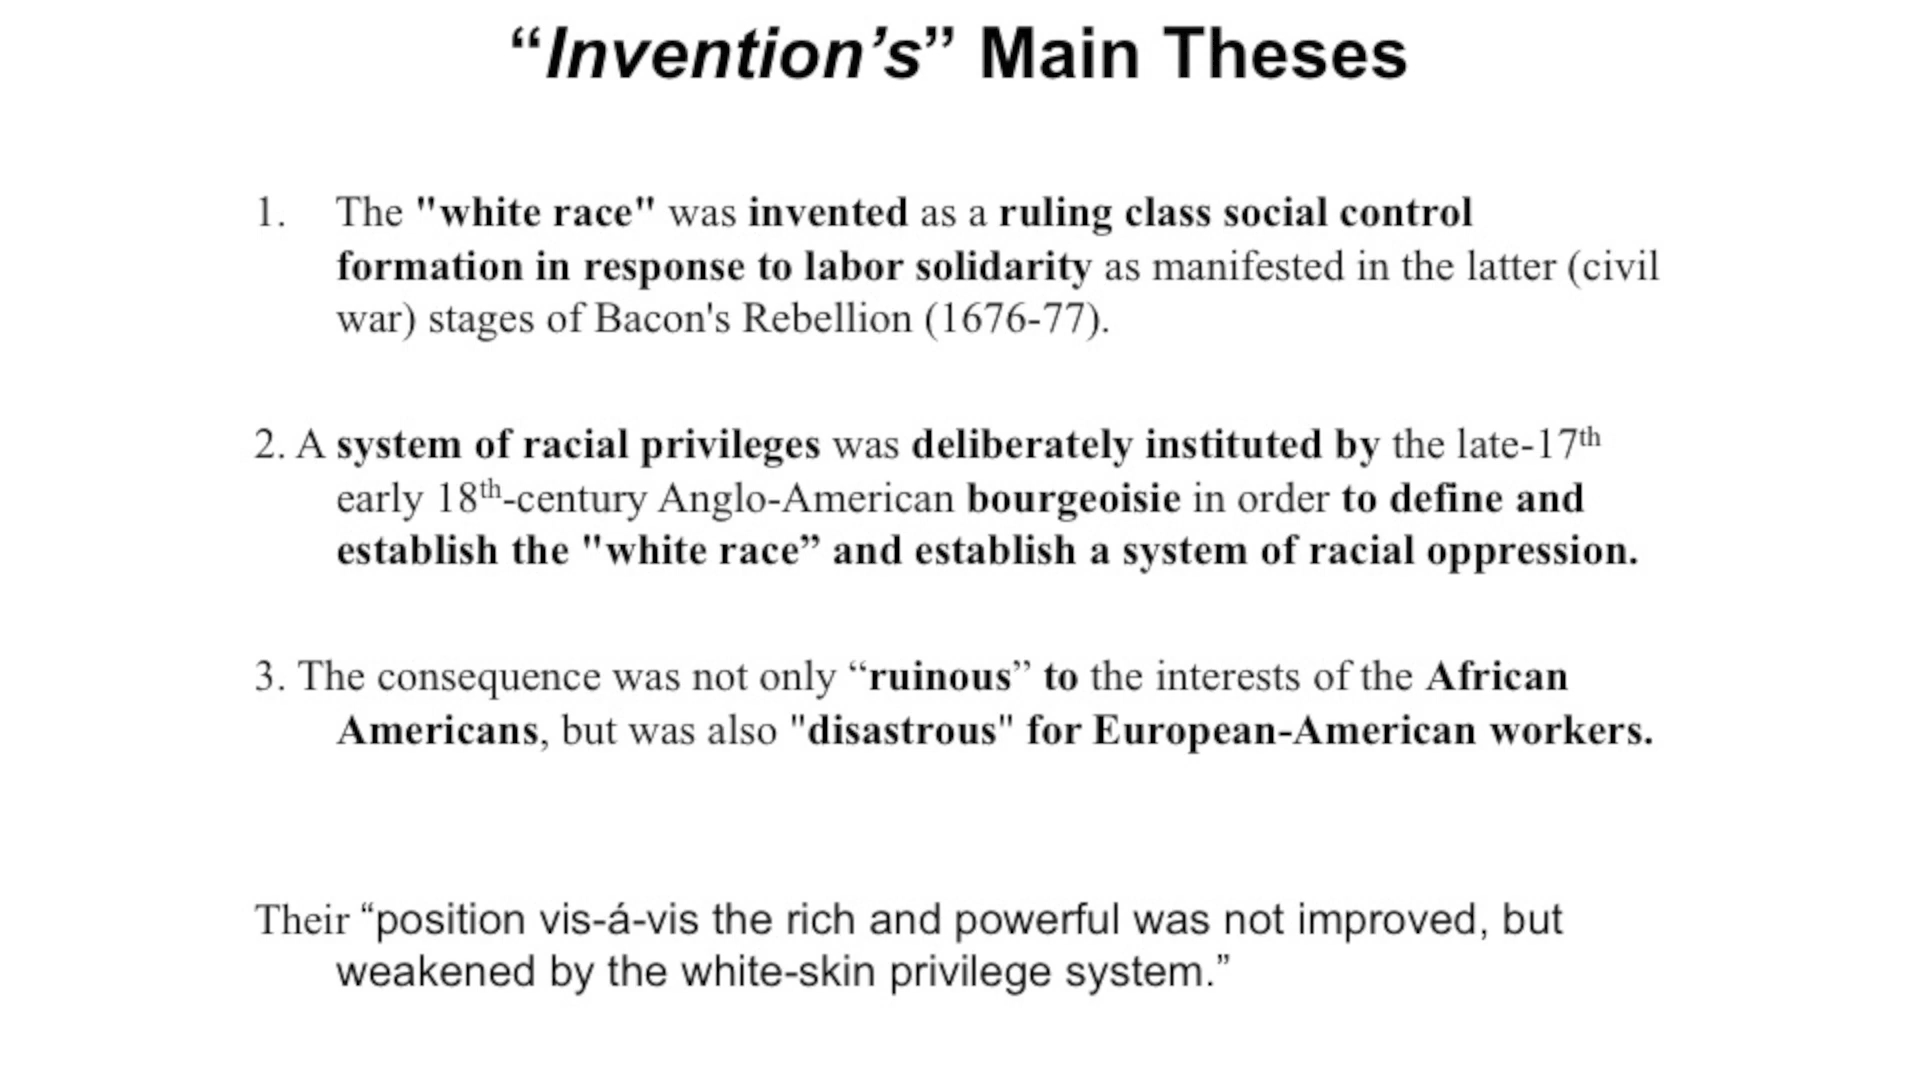 “Invention’s” Main Theses
1. The "white race" was invented as a ruling class social control
formation in response to labor solidarity as manifested in the latter (civil
war) stages of Bacon's Rebellion (1676-77).
2. A system of racial privileges was deliberately instituted by the late-17th
early 18th-century Anglo-American bourgeoisie in order to define and
establish the "white race” and establish a system of racial oppression.
3. The consequence was not only “ruinous” to the interests of the African
Americans, but was also "disastrous" for European-American workers.
Their “position vis-á-vis the rich and powerful was not improved, but
weakened by the white-skin privilege system.”